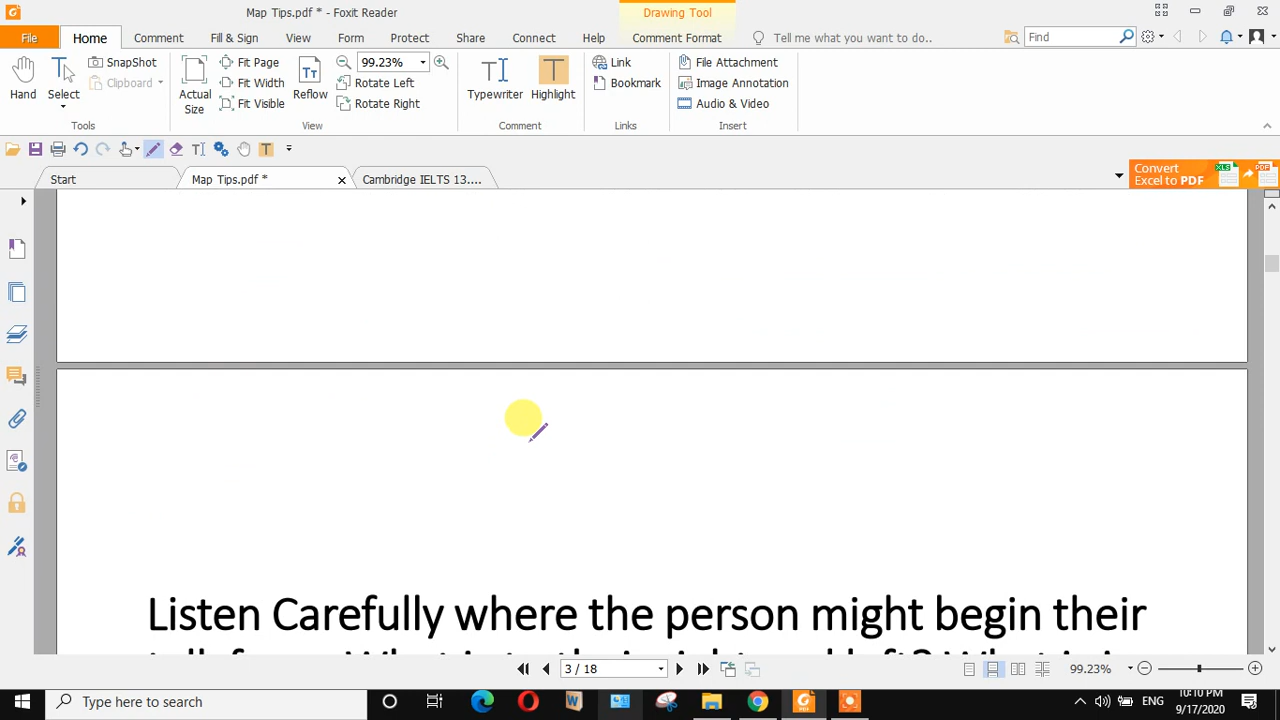 Map Tips.pdf * - Foxit Reader
Drawing Tool
File Home Comment Fill & Sign View Form Protect Share Connect Help Comment Format Tell me what you want to do.. Find
SnapShot
Clipboard
Hand Select
Tools
Actual Size
Fit Page
Fit Width
Fit Visible
Reflow
Rotate Left
Rotate Right
99.23%
View
Typewriter Highlight
Comment
Link
Bookmark
Links
File Attachment
Image Annotation
Audio & Video
Insert
Start Map Tips.pdf * Cambridge IELTS 13....
Convert
Excel to PDF
Listen Carefully where the person might begin their
3 / 18
99.23%
Type here to search
ENG
10:10 PM
9/17/2020